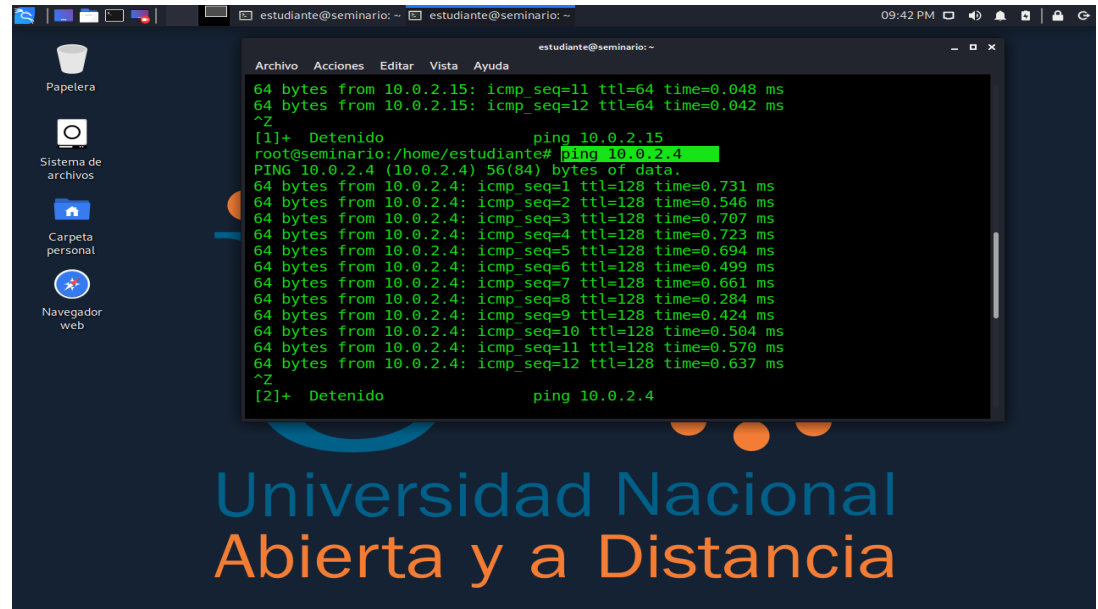 estudiante@seminario: ~ estudiante@seminario: ~ 09:42 PM
Papelera
Sistema de
archivos
Carpeta
personal
Navegador
web
estudiante@seminario: ~
Archivo Acciones Editar Vista Ayuda
64 bytes from 10.0.2.15: icmp_seq=11 ttl=64 time=0.048 ms
64 bytes from 10.0.2.15: icmp_seq=12 ttl=64 time=0.042 ms
^Z
[1]+ Detenido ping 10.0.2.15
root@seminario:/home/estudiante# ping 10.0.2.4
PING 10.0.2.4 (10.0.2.4) 56(84) bytes of data.
64 bytes from 10.0.2.4: icmp_seq=1 ttl=128 time=0.731 ms
64 bytes from 10.0.2.4: icmp_seq=2 ttl=128 time=0.546 ms
64 bytes from 10.0.2.4: icmp_seq=3 ttl=128 time=0.707 ms
64 bytes from 10.0.2.4: icmp_seq=4 ttl=128 time=0.723 ms
64 bytes from 10.0.2.4: icmp_seq=5 ttl=128 time=0.694 ms
64 bytes from 10.0.2.4: icmp_seq=6 ttl=128 time=0.499 ms
64 bytes from 10.0.2.4: icmp_seq=7 ttl=128 time=0.661 ms
64 bytes from 10.0.2.4: icmp_seq=8 ttl=128 time=0.284 ms
64 bytes from 10.0.2.4: icmp_seq=9 ttl=128 time=0.424 ms
64 bytes from 10.0.2.4: icmp_seq=10 ttl=128 time=0.504 ms
64 bytes from 10.0.2.4: icmp_seq=11 ttl=128 time=0.570 ms
64 bytes from 10.0.2.4: icmp_seq=12 ttl=128 time=0.637 ms
^Z
[2]+ Detenido ping 10.0.2.4
Universidad Nacional
Abierta y a Distancia